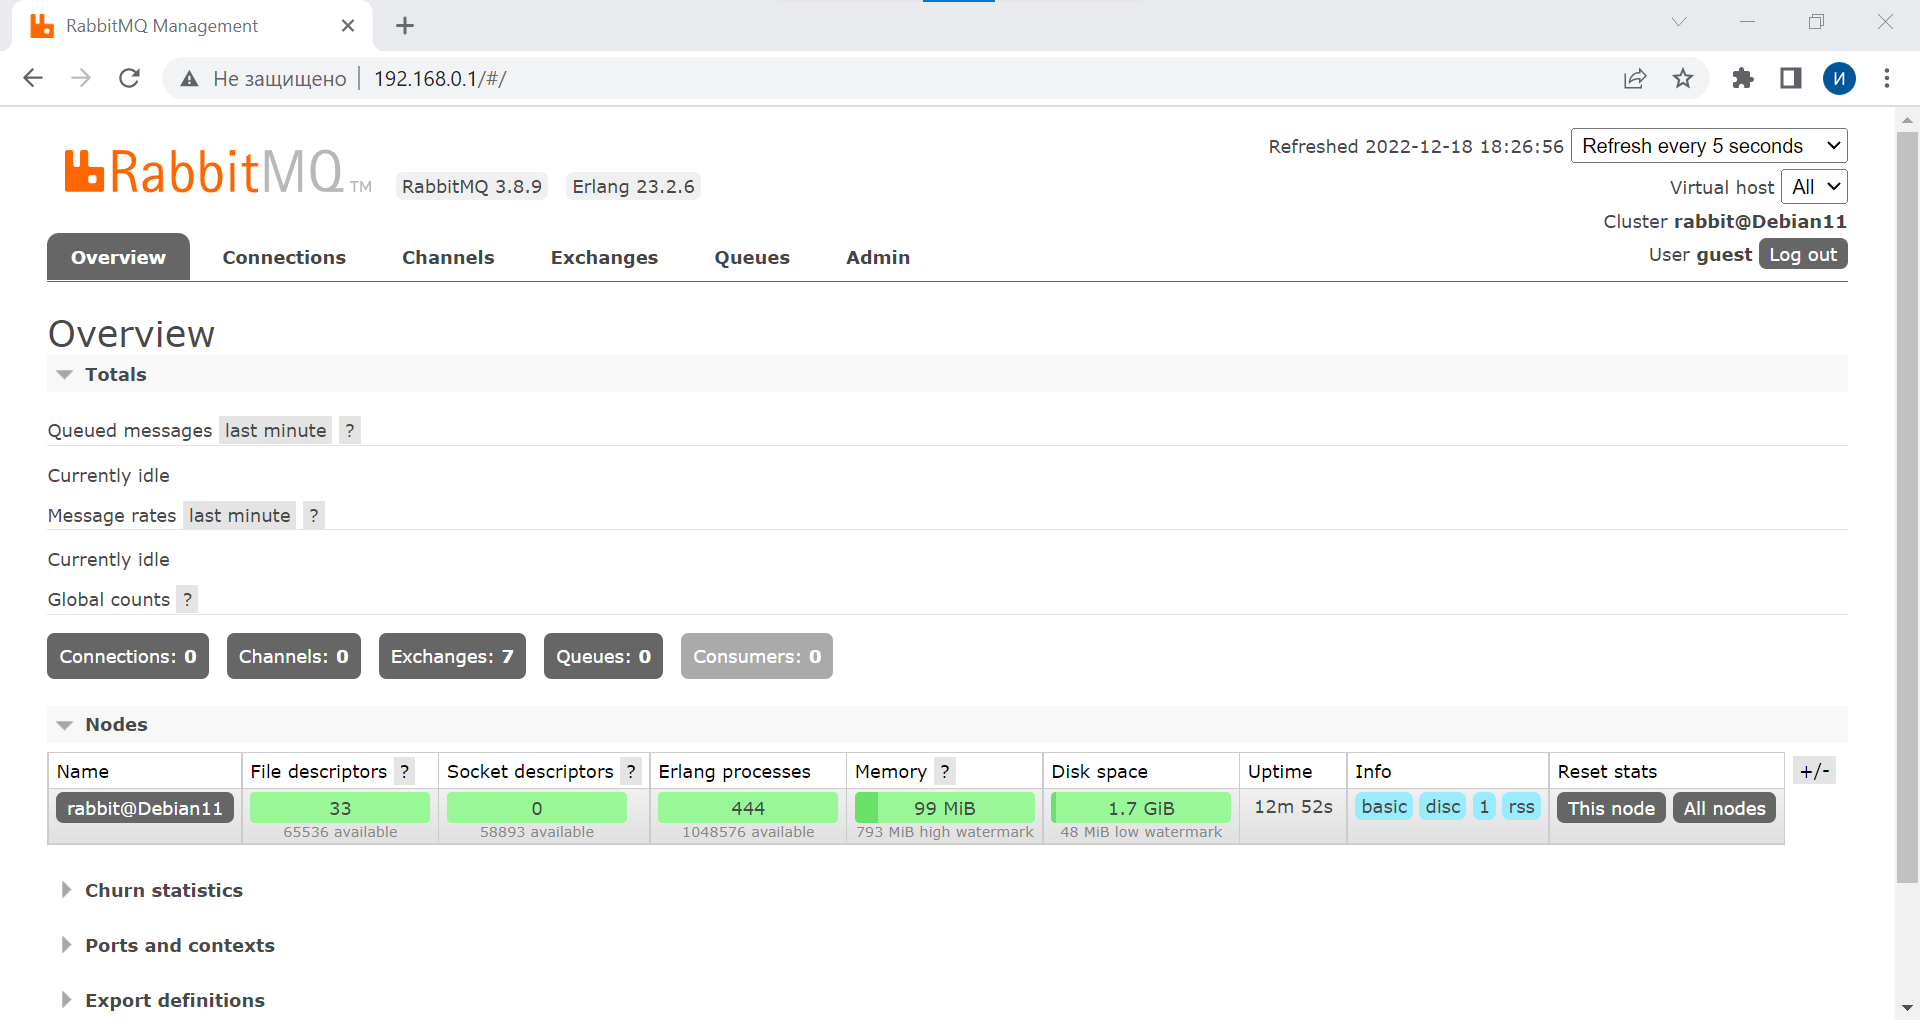 RabbitMQ Management
Не защищено 192.168.0.1/#/
И
RabbitMQ TM RabbitMQ 3.8.9 Erlang 23.2.6
Refreshed 2022-12-18 18:26:56 Refresh every 5 seconds
Virtual host All
Cluster rabbit@Debian11
User guest Log out
Overview Connections Channels Exchanges Queues Admin
Overview
Totals
Queued messages last minute ?
Currently idle
Message rates last minute ?
Currently idle
Global counts ?
Connections: 0 Channels: 0 Exchanges: 7 Queues: 0 Consumers: 0
Nodes
Name File descriptors ? Socket descriptors ? Erlang processes Memory ? Disk space Uptime Info Reset stats +/-
rabbit@Debian11 33 0 444 99 MiB 1.7 GiB 12m 52s basic disc 1 rss This node All nodes
65536 available 58893 available 1048576 available 793 MiB high watermark 48 MiB low watermark
Churn statistics
Ports and contexts
Export definitions